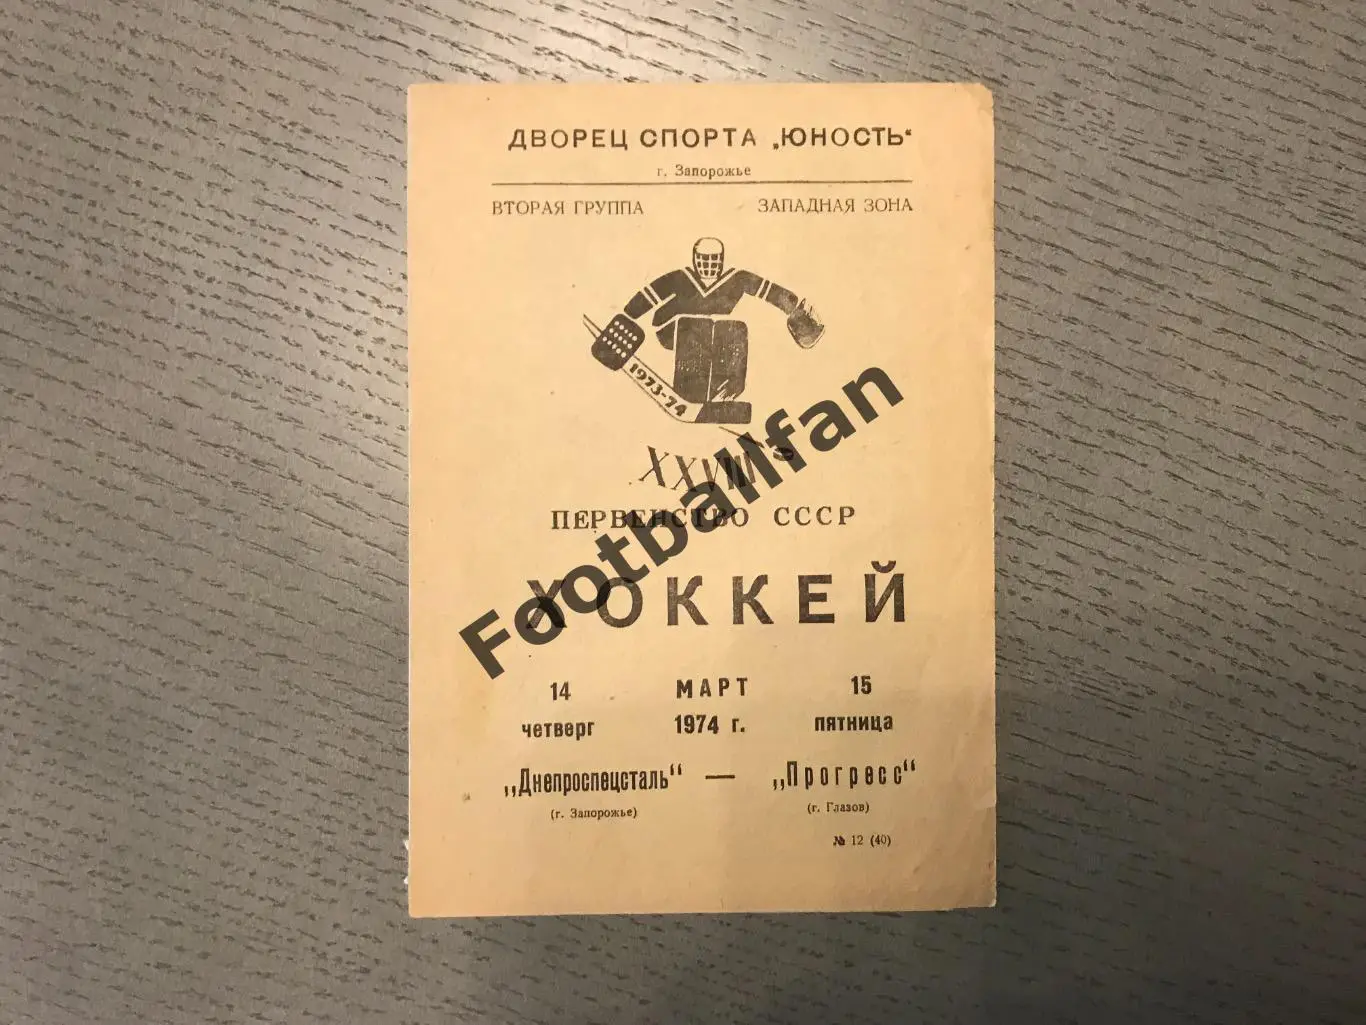 ДВОРЕЦ СПОРТА „ЮНОСТЬ"
г. Запорожье
ВТОРАЯ ГРУППА ЗАПАДНАЯ ЗОНА
1973-74
XXVIII
ПЕРВЕНСТВО СССР
ХОККЕЙ
14 МАРТ 15
четверг 1974 г. пятница
„Днепроспецсталь" — „Прогресс"
(г. Запорожье) (г. Глазов)
№ 12 (40)
Footballfan